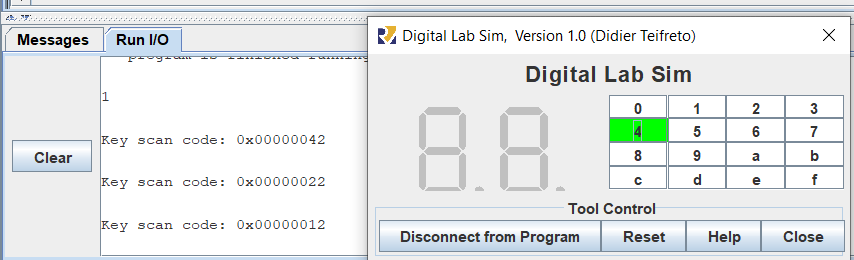 Messages Run I/O
program is finished running
1
Key scan code: 0x00000042
Key scan code: 0x00000022
Key scan code: 0x00000012
Clear
Digital Lab Sim, Version 1.0 (Didier Teifreto)
Digital Lab Sim
0 1 2 3
4 5 6 7
8 9 a b
c d e f
Tool Control
Disconnect from Program Reset Help Close